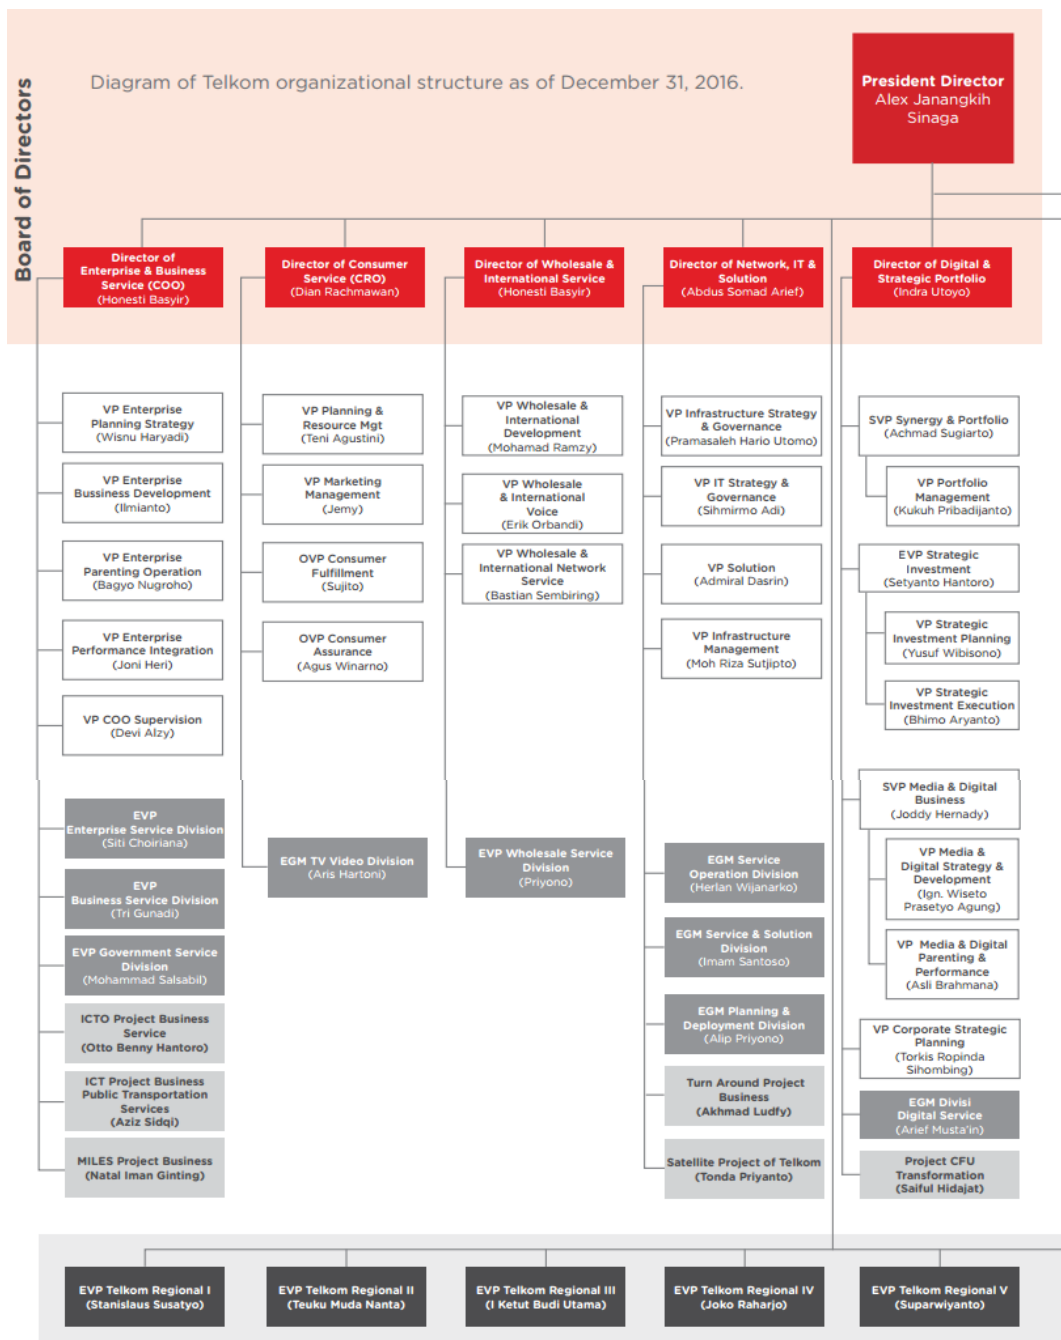 Board of Directors
Diagram of Telkom organizational structure as of December 31, 2016.
President Director
Alex Janangkih
Sinaga
Director of
Enterprise & Business
Service (COO)
(Honesti Basyir)
Director of Consumer
Service (CRO)
(Dian Rachmawan)
Director of Wholesale &
International Service
(Honesti Basyir)
Director of Network, IT &
Solution
(Abdus Somad Arief)
Director of Digital &
Strategic Portfolio
(Indra Utoyo)
VP Enterprise
Planning Strategy
(Wisnu Haryadi)
VP Enterprise
Bussiness Development
(Ilmianto)
VP Enterprise
Parenting Operation
(Bagyo Nugroho)
VP Enterprise
Performance Integration
(Joni Heri)
VP COO Supervision
(Devi Alzy)
EVP
Enterprise Service Division
(Siti Choiriana)
EVP
Business Service Division
(Tri Gunadi)
EVP Government Service
Division
(Mohammad Salsabil)
ICTO Project Business
Service
(Otto Benny Hantoro)
ICT Project Business
Public Transportation
Services
(Aziz Sidqi)
MILES Project Business
(Natal Iman Ginting)
VP Planning &
Resource Mgt
(Teni Agustini)
VP Marketing
Management
(Jemy)
OVP Consumer
Fulfillment
(Sujito)
OVP Consumer
Assurance
(Agus Winarno)
EGM TV Video Division
(Aris Hartoni)
VP Wholesale &
International
Development
(Mohamad Ramzy)
VP Wholesale
& International
Voice
(Erik Orbandi)
VP Wholesale &
International Network
Service
(Bastian Sembiring)
EVP Wholesale Service
Division
(Priyono)
VP Infrastructure Strategy
& Governance
(Pramasaleh Hario Utomo)
VP IT Strategy &
Governance
(Sihmirmo Adi)
VP Solution
(Admiral Dasrin)
VP Infrastructure
Management
(Moh Riza Sutjipto)
EGM Service
Operation Division
(Herlan Wijanarko)
EGM Service & Solution
Division
(Imam Santoso)
EGM Planning &
Deployment Division
(Alip Priyono)
Turn Around Project
Business
(Akhmad Ludfy)
Satellite Project of Telkom
(Tonda Priyanto)
SVP Synergy & Portfolio
(Achmad Sugiarto)
VP Portfolio
Management
(Kukuh Pribadijanto)
EVP Strategic
Investment
(Setyanto Hantoro)
VP Strategic
Investment Planning
(Yusuf Wibisono)
VP Strategic
Investment Execution
(Bhimo Aryanto)
SVP Media & Digital
Business
(Joddy Hernady)
VP Media &
Digital Strategy &
Development
(Ign. Wiseto
Prasetyo Agung)
VP Media & Digital
Parenting &
Performance
(Asli Brahmana)
VP Corporate Strategic
Planning
(Torkis Ropinda
Sihombing)
EGM Divisi
Digital Service
(Arief Musta'in)
Project CFU
Transformation
(Saiful Hidajat)
EVP Telkom Regional I
(Stanislaus Susatyo)
EVP Telkom Regional II
(Teuku Muda Nanta)
EVP Telkom Regional III
(I Ketut Budi Utama)
EVP Telkom Regional IV
(Joko Raharjo)
EVP Telkom Regional V
(Suparwiyanto)